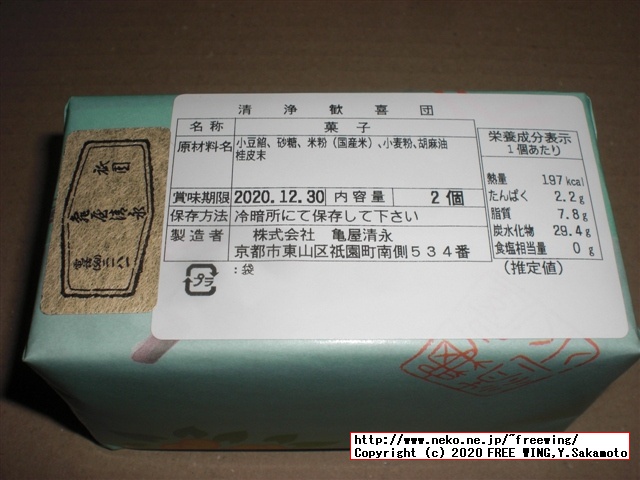 清浄歓喜団
名称 菓子
原材料名 小豆餡、砂糖、米粉(国産米)、小麦粉、胡麻油
桂皮末
賞味期限 2020.12.30 内容量 2個
保存方法 冷暗所にて保存して下さい
製造者 株式会社 亀屋清永
京都市東山区祇園町南側534番
プラ :袋
栄養成分表示
1個あたり
熱量 197kcal
たんぱく 2.2g
脂質 7.8g
炭水化物 29.4g
食塩相当量 0g
(推定値)
祇園
亀屋清永
http://www.neko.ne.jp/~freewing/
Copyright (c) 2020 FREE WING,Y.Sakamoto